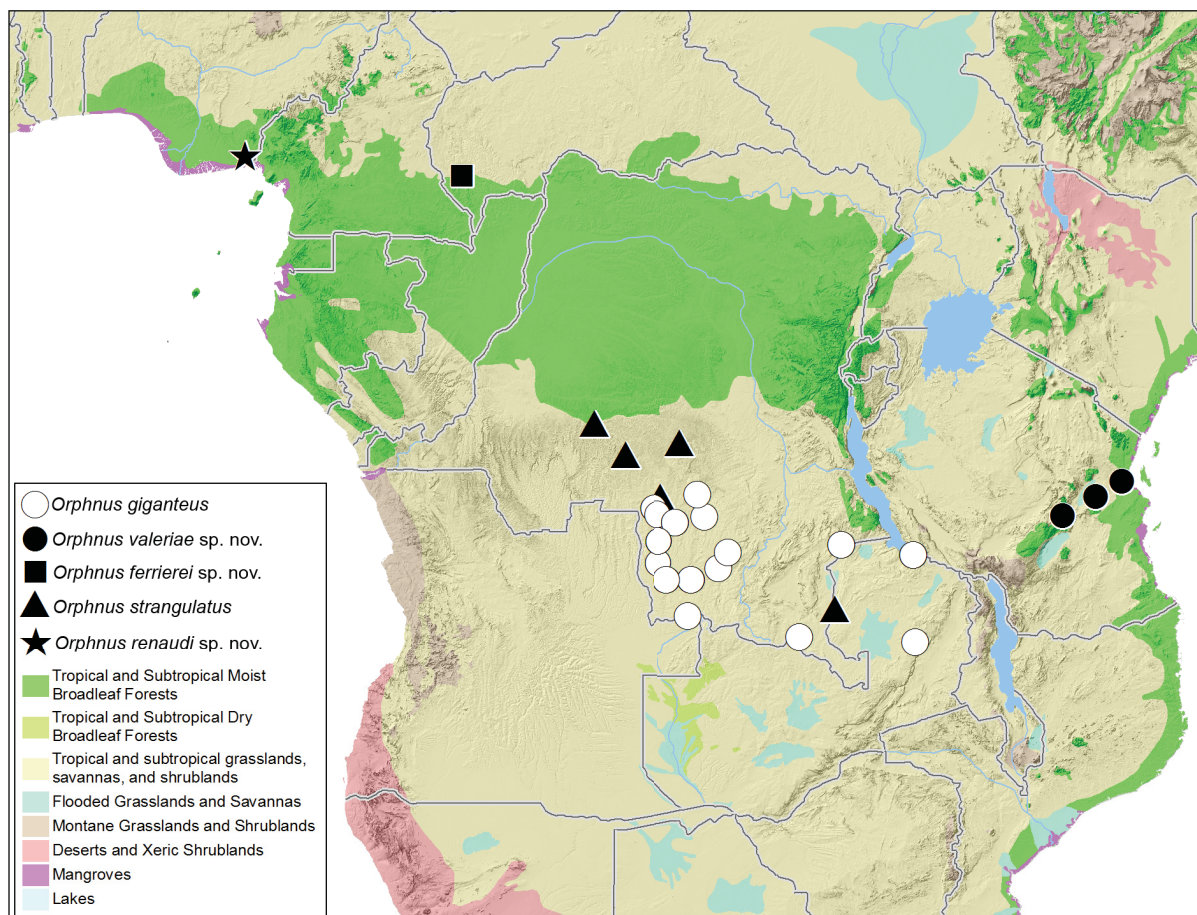 Orphnus giganteus
Orphnus valeriae sp. nov.
Orphnus ferrierei sp. nov.
Orphnus strangulatus
Orphnus renaudi sp. nov.
Tropical and Subtropical Moist
Broadleaf Forests
Tropical and Subtropical Dry
Broadleaf Forests
Tropical and subtropical grasslands,
savannas, and shrublands
Flooded Grasslands and Savannas
Montane Grasslands and Shrublands
Deserts and Xeric Shrublands
Mangroves
Lakes